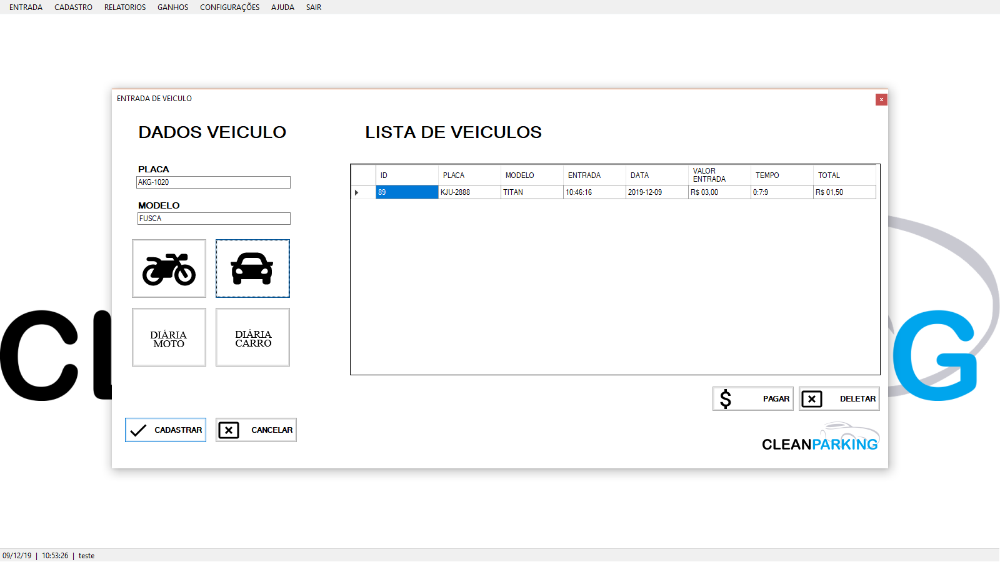 ENTRADA CADASTRO RELATORIOS GANHOS CONFIGURAÇÕES AJUDA SAIR
ENTRADA DE VEICULO
x
DADOS VEICULO
LISTA DE VEICULOS
PLACA
AKG-1020
MODELO
FUSCA
DIÁRIA
MOTO
DIÁRIA
CARRO
CADASTRAR
CANCELAR
ID PLACA MODELO ENTRADA DATA VALOR ENTRADA TEMPO TOTAL
89 KJU-2888 TITAN 10:46:16 2019-12-09 R$ 03,00 0:7:9 R$ 01,50
$ PAGAR
DELETAR
CLEANPARKING
G
09/12/19 | 10:53:26 | teste